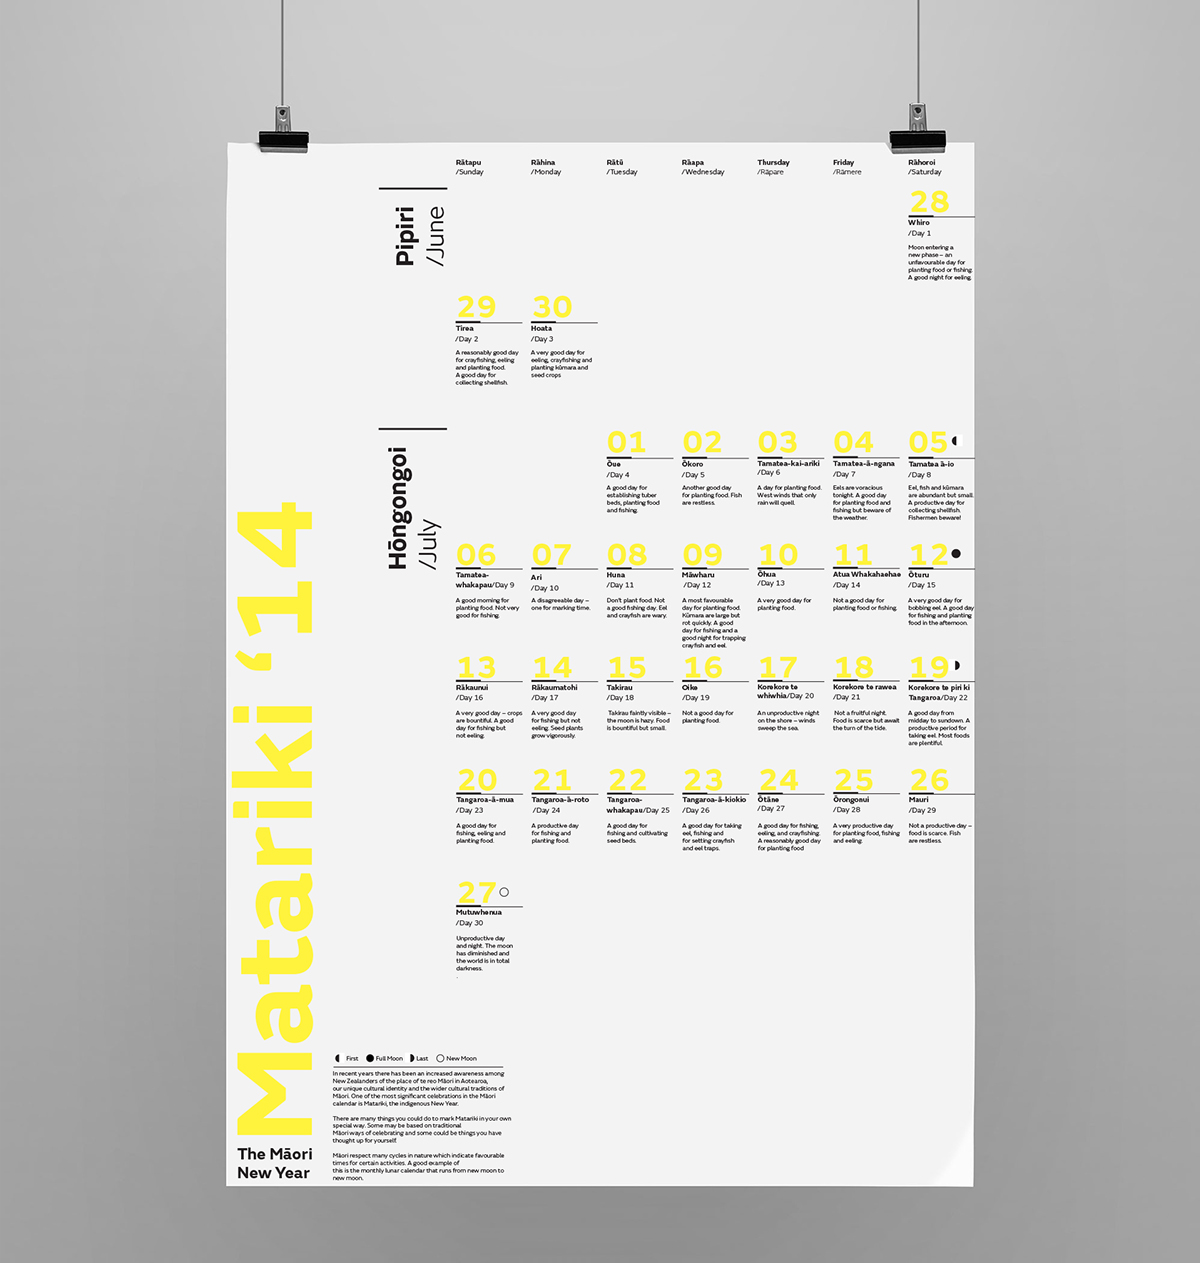 Rātapu
/Sunday
Rāhina
/Monday
Rātū
/Tuesday
Rāapa
/Wednesday
Thursday
/Rāpare
Friday
/Rāmere
Rāhoroi
/Saturday
Pipiri
/June
28
Whiro
/Day 1
Moon entering a
new phase – an
unfavourable day for
planting food or fishing.
A good night for eeling.
29
Tirea
/Day 2
A reasonably good day
for crayfishing, eeling
and planting food.
A good day for
collecting shellfish.
30
Hoata
/Day 3
A very good day for
eeling, crayfishing and
planting kūmara and
seed crops
Hōngongoi
/July
01
Ōue
/Day 4
A good day for
establishing tuber
beds, planting food
and fishing.
02
Ōkoro
/Day 5
Another good day
for planting food. Fish
are restless.
03
Tamatea-kai-ariki
/Day 6
A day for planting food.
West winds that only
rain will quell.
04
Tamatea-ā-ngana
/Day 7
Eels are voracious
tonight. A good day
for planting food and
fishing but beware of
the weather.
05
Tamatea ā-io
/Day 8
Eel, fish and kūmara
are abundant but small.
A productive day for
collecting shellfish.
Fishermen beware!
06
Tamatea-
whakapau/Day 9
A good morning for
planting food. Not very
good for fishing.
07
Ari
/Day 10
A disagreeable day –
one for marking time.
08
Huna
/Day 11
Don't plant food. Not
a good fishing day. Eel
and crayfish are wary.
09
Māwharu
/Day 12
A most favourable
day for planting food.
Kūmara are large but
rot quickly. A good
day for fishing and a
good night for trapping
crayfish and eel.
10
Ōhua
/Day 13
A very good day for
planting food.
11
Atua Whakahaehae
/Day 14
Not a good day for
planting food or fishing.
12
Ōturu
/Day 15
A very good day for
bobbing eel. A good day
for fishing and planting
food in the afternoon.
13
Rākaunui
/Day 16
A very good day – crops
are bountiful. A good
day for fishing but
not eeling.
14
Rākaumatohi
/Day 17
A very good day
for fishing but not
eeling. Seed plants
grow vigorously.
15
Takirau
/Day 18
Takirau faintly visible –
the moon is hazy. Food
is bountiful but small.
16
Oike
/Day 19
Not a good day for
planting food.
17
Korekore te
whiwhia/Day 20
An unproductive night
on the shore – winds
sweep the sea.
18
Korekore te rawea
/Day 21
Not a fruitful night.
Food is scarce but await
the turn of the tide.
19
Korekore te piri ki
Tangaroa/Day 22
A good day from
midday to sundown. A
productive period for
taking eel. Most foods
are plentiful.
20
Tangaroa-ā-mua
/Day 23
A good day for
fishing, eeling and
planting food.
21
Tangaroa-ā-roto
/Day 24
A productive day
for fishing and
planting food.
22
Tangaroa-
whakapau/Day 25
A good day for
fishing and cultivating
seed beds.
23
Tangaroa-ā-kiokio
/Day 26
A good day for taking
eel, fishing and
for setting crayfish
and eel traps.
24
Ōtāne
/Day 27
A good day for fishing,
eeling, and crayfishing.
A reasonably good day
for planting food
25
Ōrongonui
/Day 28
A very productive day
for planting food, fishing
and eeling.
26
Mauri
/Day 29
Not a productive day –
food is scarce. Fish
are restless.
27
Mutuwhenua
/Day 30
Unproductive day
and night. The moon
has diminished and
the world is in total
darkness.
.
Matariki ‘14
The Māori
New Year
First Full Moon Last New Moon
In recent years there has been an increased awareness among
New Zealanders of the place of te reo Māori in Aotearoa,
our unique cultural identity and the wider cultural traditions of
Māori. One of the most significant celebrations in the Māori
calendar is Matariki, the indigenous New Year.
There are many things you could do to mark Matariki in your own
special way. Some may be based on traditional
Māori ways of celebrating and some could be things you have
thought up for yourself.
Māori respect many cycles in nature which indicate favourable
times for certain activities. A good example of
this is the monthly lunar calendar that runs from new moon to
new moon.